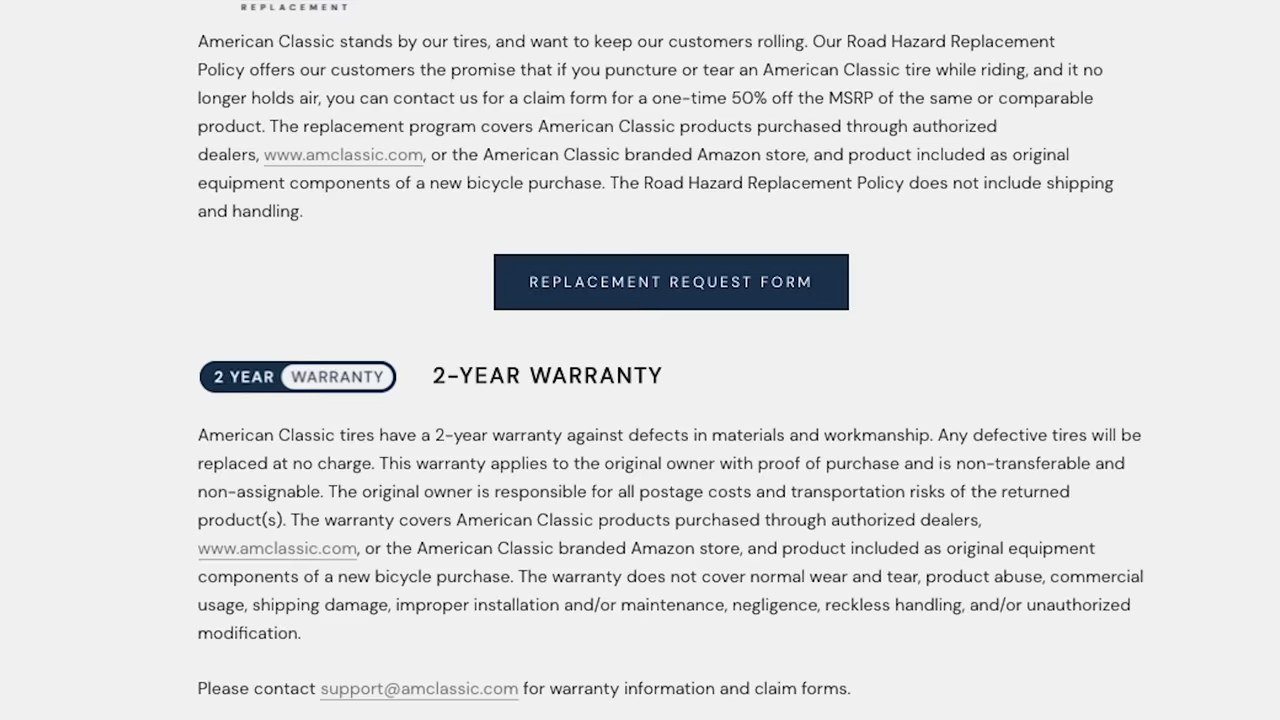 REPLACEMENT
American Classic stands by our tires, and want to keep our customers rolling. Our Road Hazard Replacement
Policy offers our customers the promise that if you puncture or tear an American Classic tire while riding, and it no
longer holds air, you can contact us for a claim form for a one-time 50% off the MSRP of the same or comparable
product. The replacement program covers American Classic products purchased through authorized
dealers, www.amclassic.com, or the American Classic branded Amazon store, and product included as original
equipment components of a new bicycle purchase. The Road Hazard Replacement Policy does not include shipping
and handling.
REPLACEMENT REQUEST FORM
2 YEAR WARRANTY 2-YEAR WARRANTY
American Classic tires have a 2-year warranty against defects in materials and workmanship. Any defective tires will be
replaced at no charge. This warranty applies to the original owner with proof of purchase and is non-transferable and
non-assignable. The original owner is responsible for all postage costs and transportation risks of the returned
product(s). The warranty covers American Classic products purchased through authorized dealers,
www.amclassic.com, or the American Classic branded Amazon store, and product included as original equipment
components of a new bicycle purchase. The warranty does not cover normal wear and tear, product abuse, commercial
usage, shipping damage, improper installation and/or maintenance, negligence, reckless handling, and/or unauthorized
modification.
Please contact support@amclassic.com for warranty information and claim forms.